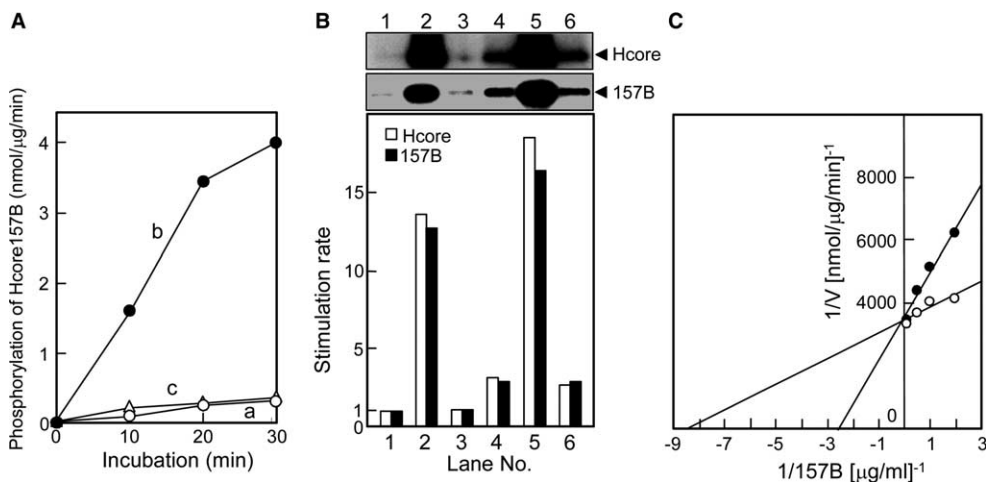 A
Phosphorylation of Hcore157B (nmol/μg/min)
4
3
2
1
0
b
c
a
0 10 20 30
Incubation (min)
B
1 2 3 4 5 6
Hcore
157B
Hcore
157B
Stimulation rate
15
10
5
1
1 2 3 4 5 6
Lane No.
C
1/V [nmol/μg/min]-1
8000
6000
4000
0
-9 -7 -5 -3 -1 1 3
1/157B [μg/ml]-1